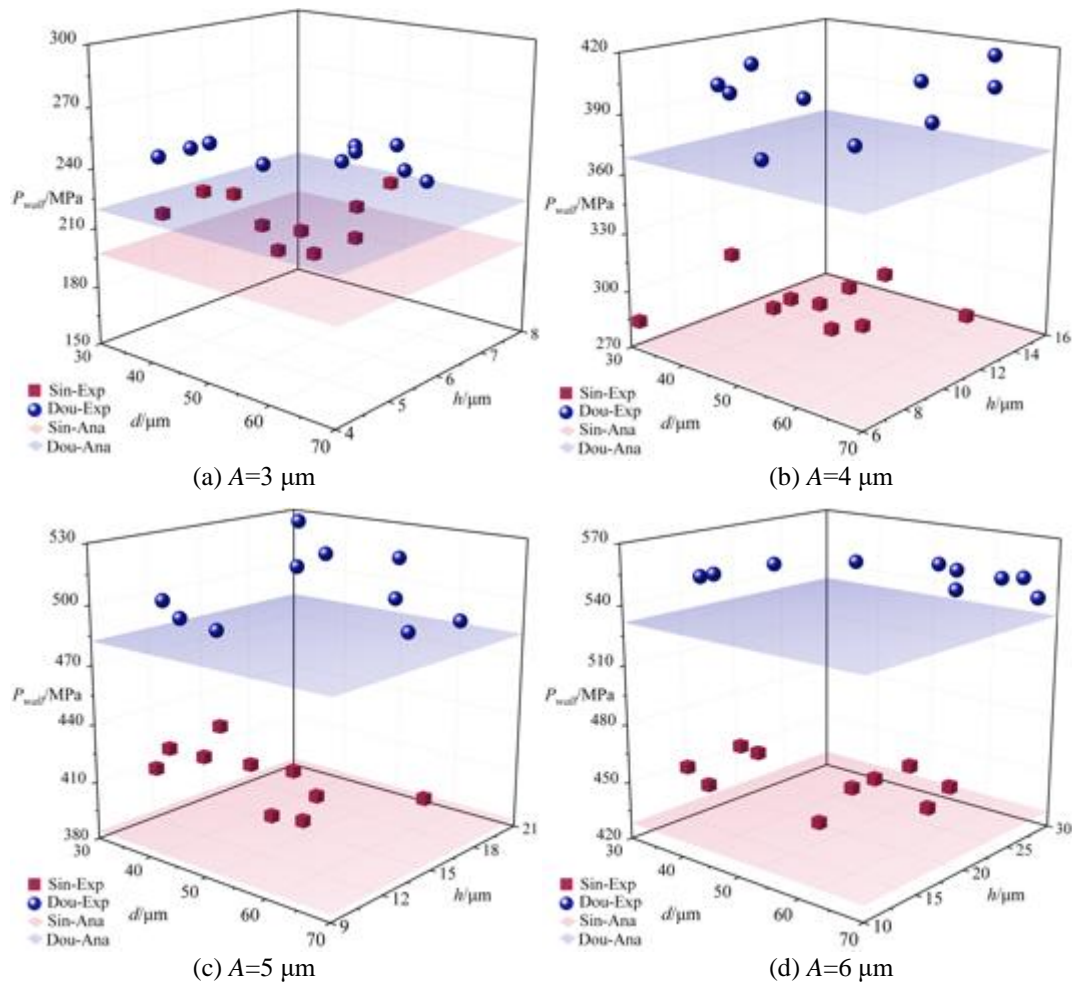 300
270
240
P_wall/MPa
210
180
150
30
40
50
60
70
d/μm
4
5
6
7
8
h/μm
Sin-Exp
Dou-Exp
Sin-Ana
Dou-Ana
(a) A=3 μm
420
390
360
P_wall/MPa
330
300
270
30
40
50
60
70
d/μm
6
8
10
12
14
16
h/μm
Sin-Exp
Dou-Exp
Sin-Ana
Dou-Ana
(b) A=4 μm
530
500
470
P_wall/MPa
440
410
380
30
40
50
60
70
d/μm
9
12
15
18
21
h/μm
Sin-Exp
Dou-Exp
Sin-Ana
Dou-Ana
(c) A=5 μm
570
540
510
P_wall/MPa
480
450
420
30
40
50
60
70
d/μm
10
15
20
25
30
h/μm
Sin-Exp
Dou-Exp
Sin-Ana
Dou-Ana
(d) A=6 μm